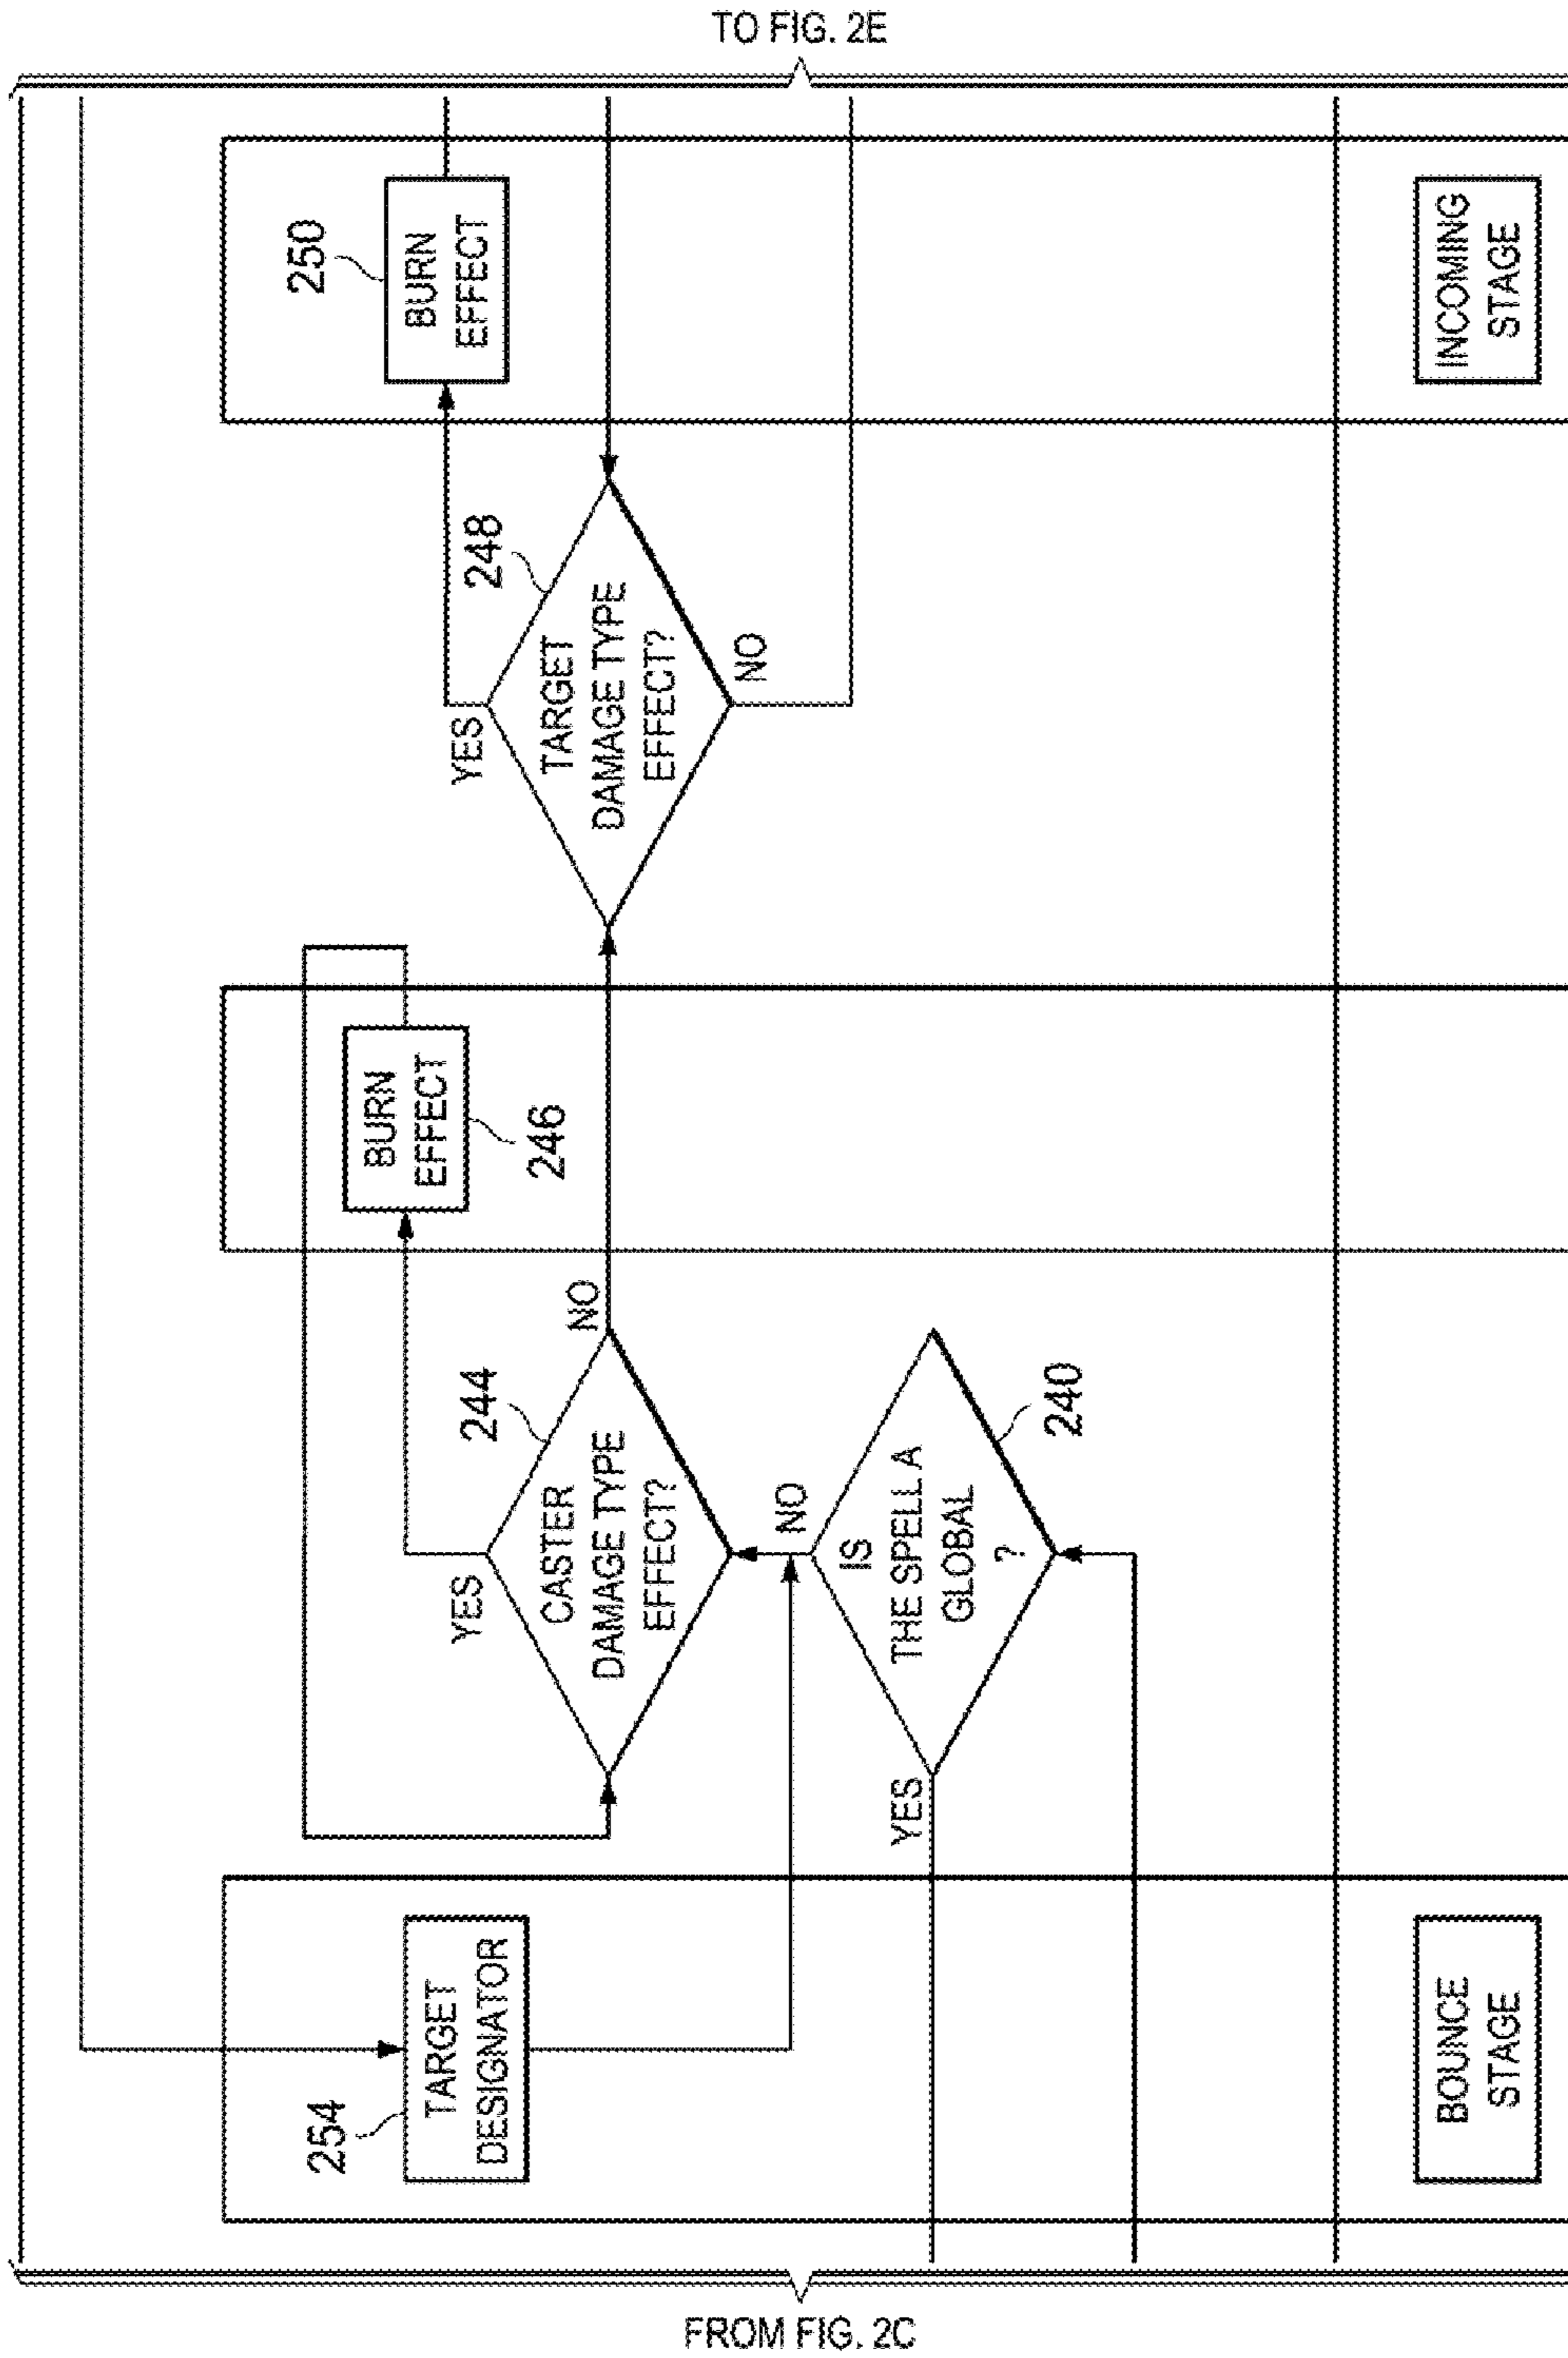 TO FIG. 2E
254
TARGET
DESIGNATOR
YES
CASTER
DAMAGE TYPE
EFFECT?
244
NO
BURN
EFFECT
246
YES
TARGET
DAMAGE TYPE
EFFECT?
248
NO
250
BURN
EFFECT
YES
IS
THE SPELL A
GLOBAL
?
NO
240
BOUNCE
STAGE
INCOMING
STAGE
FROM FIG. 2C